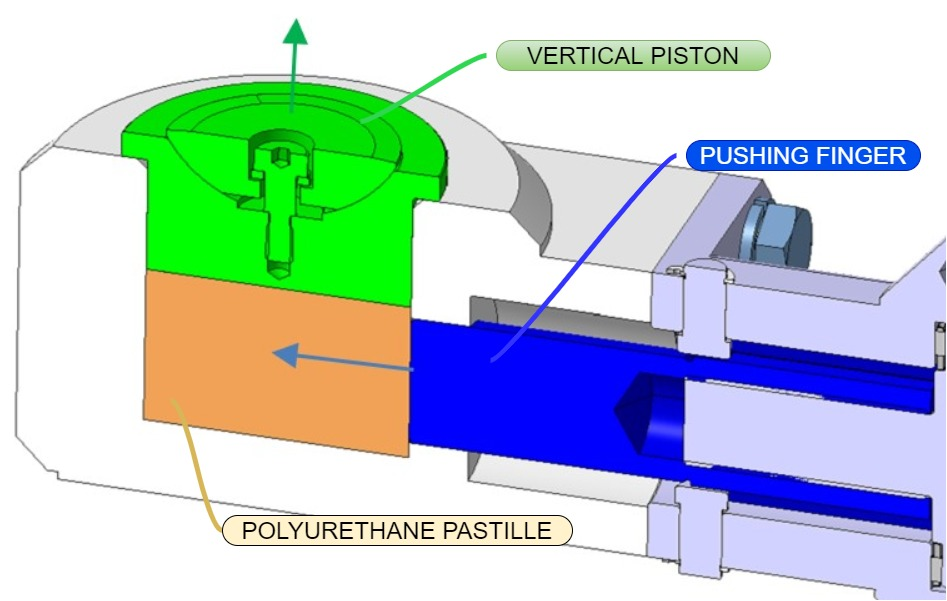 VERTICAL PISTON
PUSHING FINGER
POLYURETHANE PASTILLE